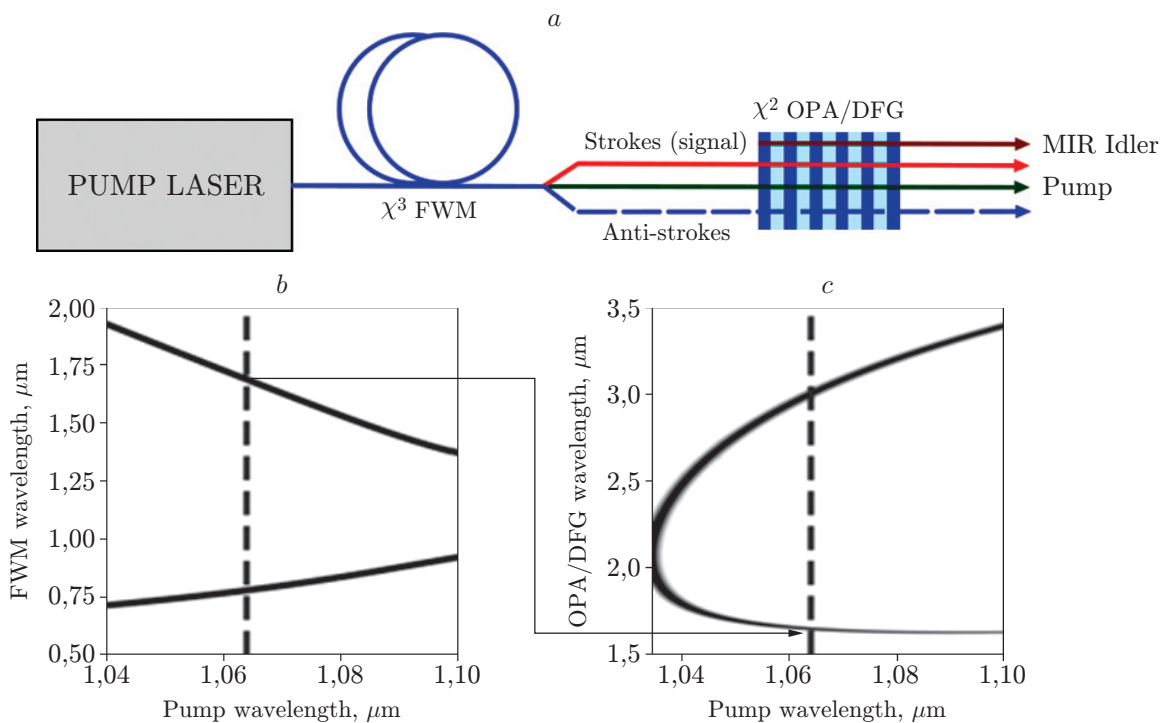 a
PUMP LASER
χ³ FWM
Strokes (signal)
Anti-strokes
χ² OPA/DFG
MIR Idler
Pump
b
FWM wavelength, μm
2,00
1,75
1,50
1,25
1,00
0,75
0,50
1,04
1,06
1,08
1,10
Pump wavelength, μm
c
OPA/DFG wavelength, μm
3,5
3,0
2,5
2,0
1,5
1,04
1,06
1,08
1,10
Pump wavelength, μm